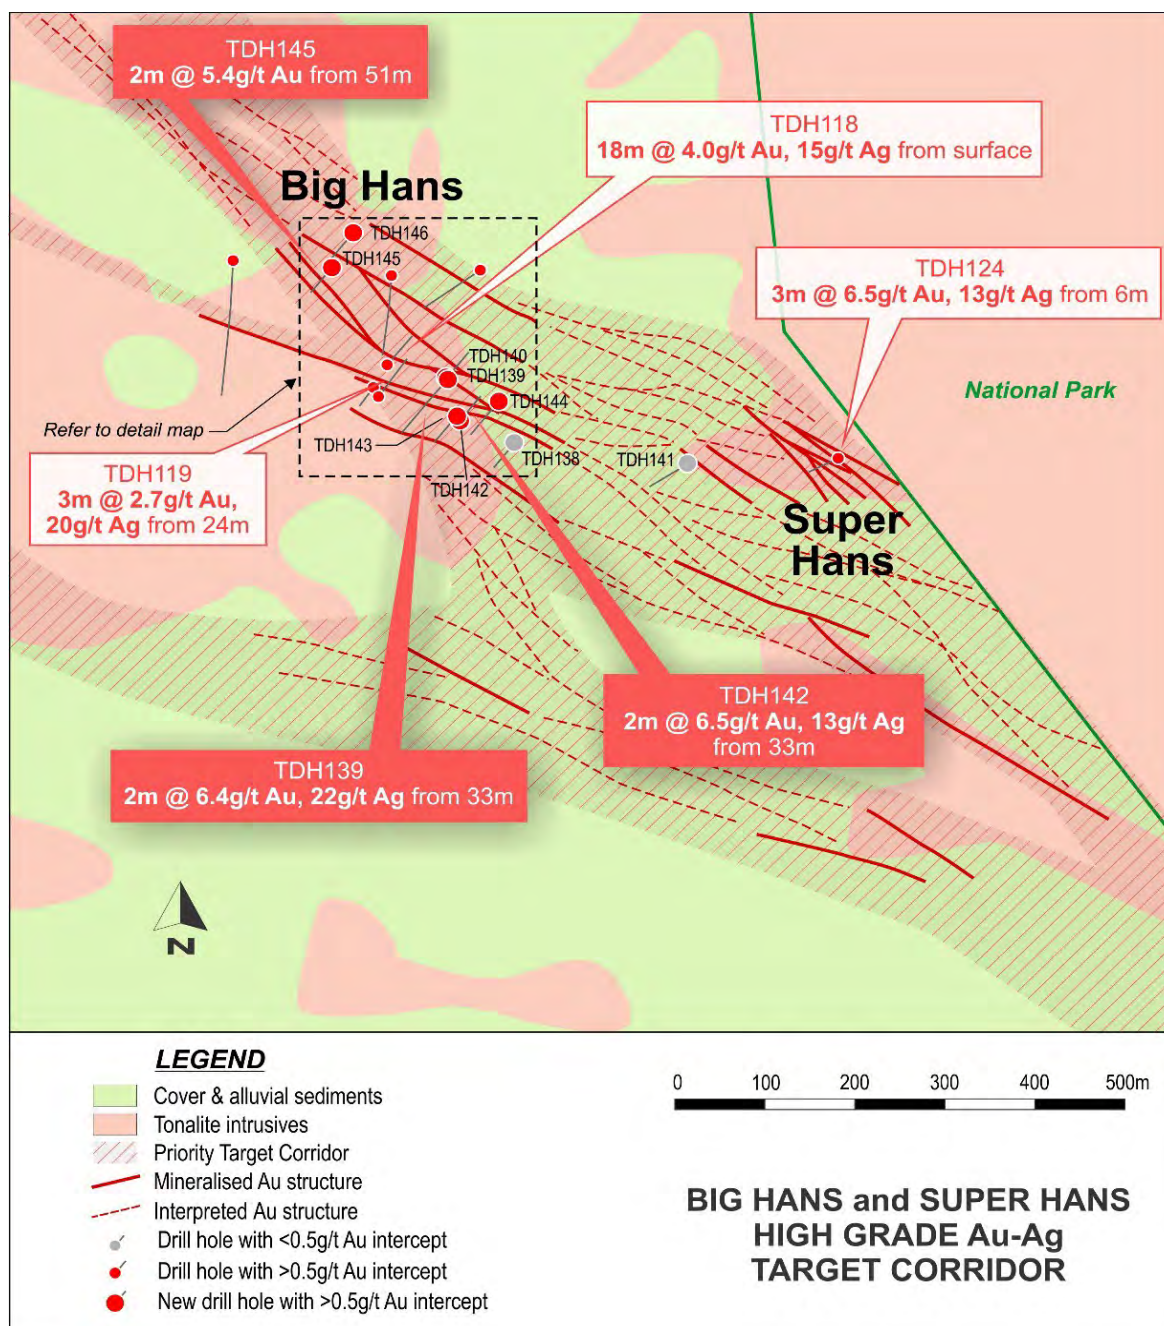 TDH145
2m @ 5.4g/t Au from 51m
TDH118
18m @ 4.0g/t Au, 15g/t Ag from surface
Big Hans
TDH146
TDH145
TDH124
3m @ 6.5g/t Au, 13g/t Ag from 6m
TDH140
TDH139
National Park
TDH144
Refer to detail map
TDH143
TDH138
TDH141
TDH142
TDH119
3m @ 2.7g/t Au,
20g/t Ag from 24m
Super
Hans
TDH142
2m @ 6.5g/t Au, 13g/t Ag
from 33m
TDH139
2m @ 6.4g/t Au, 22g/t Ag from 33m
N
LEGEND
Cover & alluvial sediments
Tonalite intrusives
Priority Target Corridor
Mineralised Au structure
Interpreted Au structure
Drill hole with <0.5g/t Au intercept
Drill hole with >0.5g/t Au intercept
New drill hole with >0.5g/t Au intercept
0 100 200 300 400 500m
BIG HANS and SUPER HANS
HIGH GRADE Au-Ag
TARGET CORRIDOR